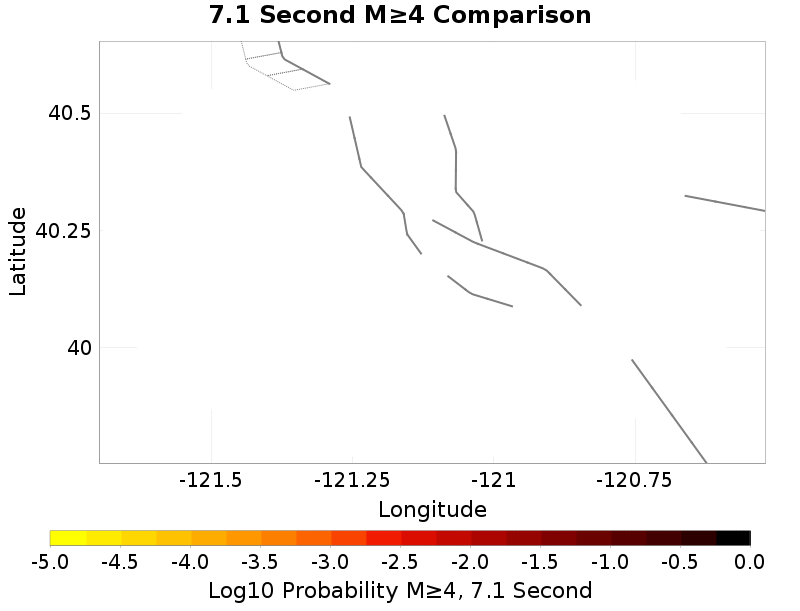 7.1 Second M≥4 Comparison
40.5
40.25
40
Latitude
-121.5 -121.25 -121 -120.75
Longitude
-5.0 -4.5 -4.0 -3.5 -3.0 -2.5 -2.0 -1.5 -1.0 -0.5 0.0
Log10 Probability M≥4, 7.1 Second